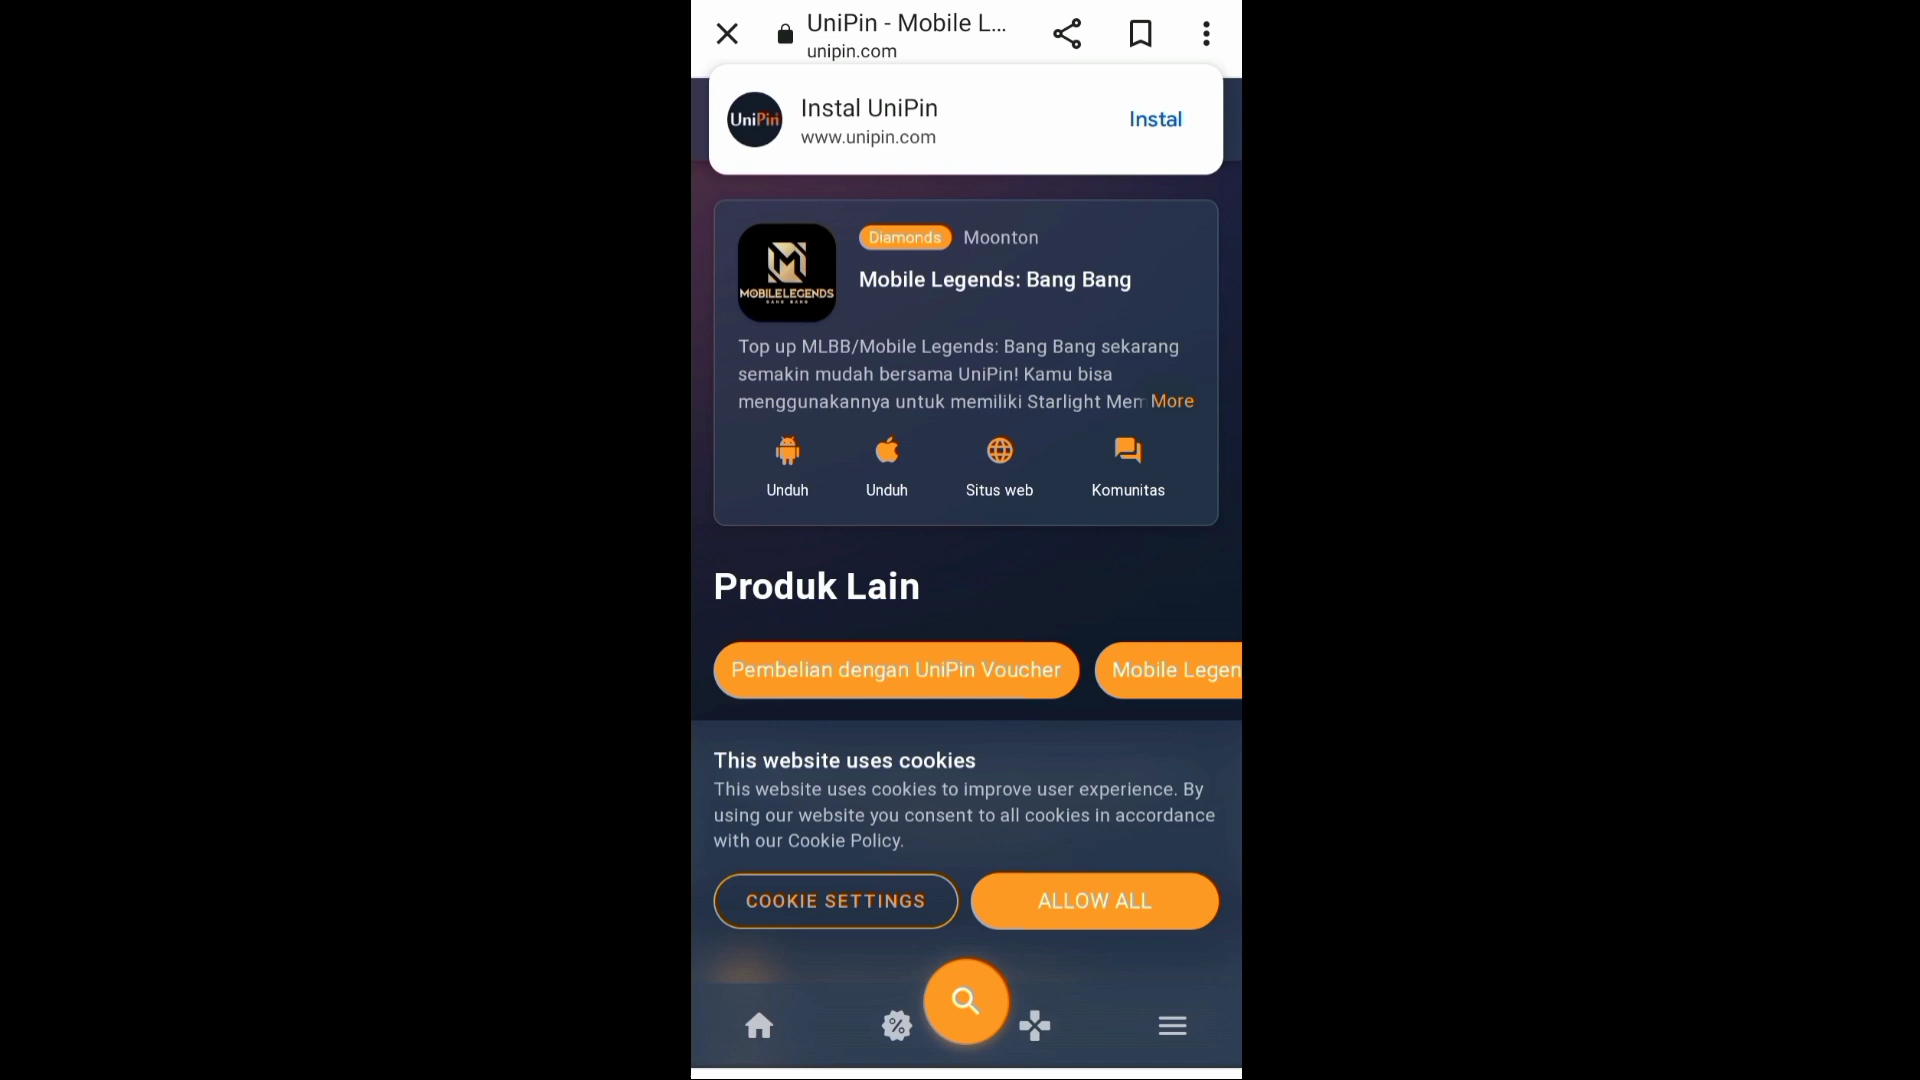 UniPin - Mobile L...
unipin.com
UniPin
Instal UniPin
www.unipin.com
Instal
Diamonds Moonton
Mobile Legends: Bang Bang
MOBILE LEGENDS
BANG BANG
Top up MLBB/Mobile Legends: Bang Bang sekarang
semakin mudah bersama UniPin! Kamu bisa
menggunakannya untuk memiliki Starlight Mem More
Unduh Unduh Situs web Komunitas
Produk Lain
Pembelian dengan UniPin Voucher Mobile Legen
This website uses cookies
This website uses cookies to improve user experience. By
using our website you consent to all cookies in accordance
with our Cookie Policy.
COOKIE SETTINGS ALLOW ALL